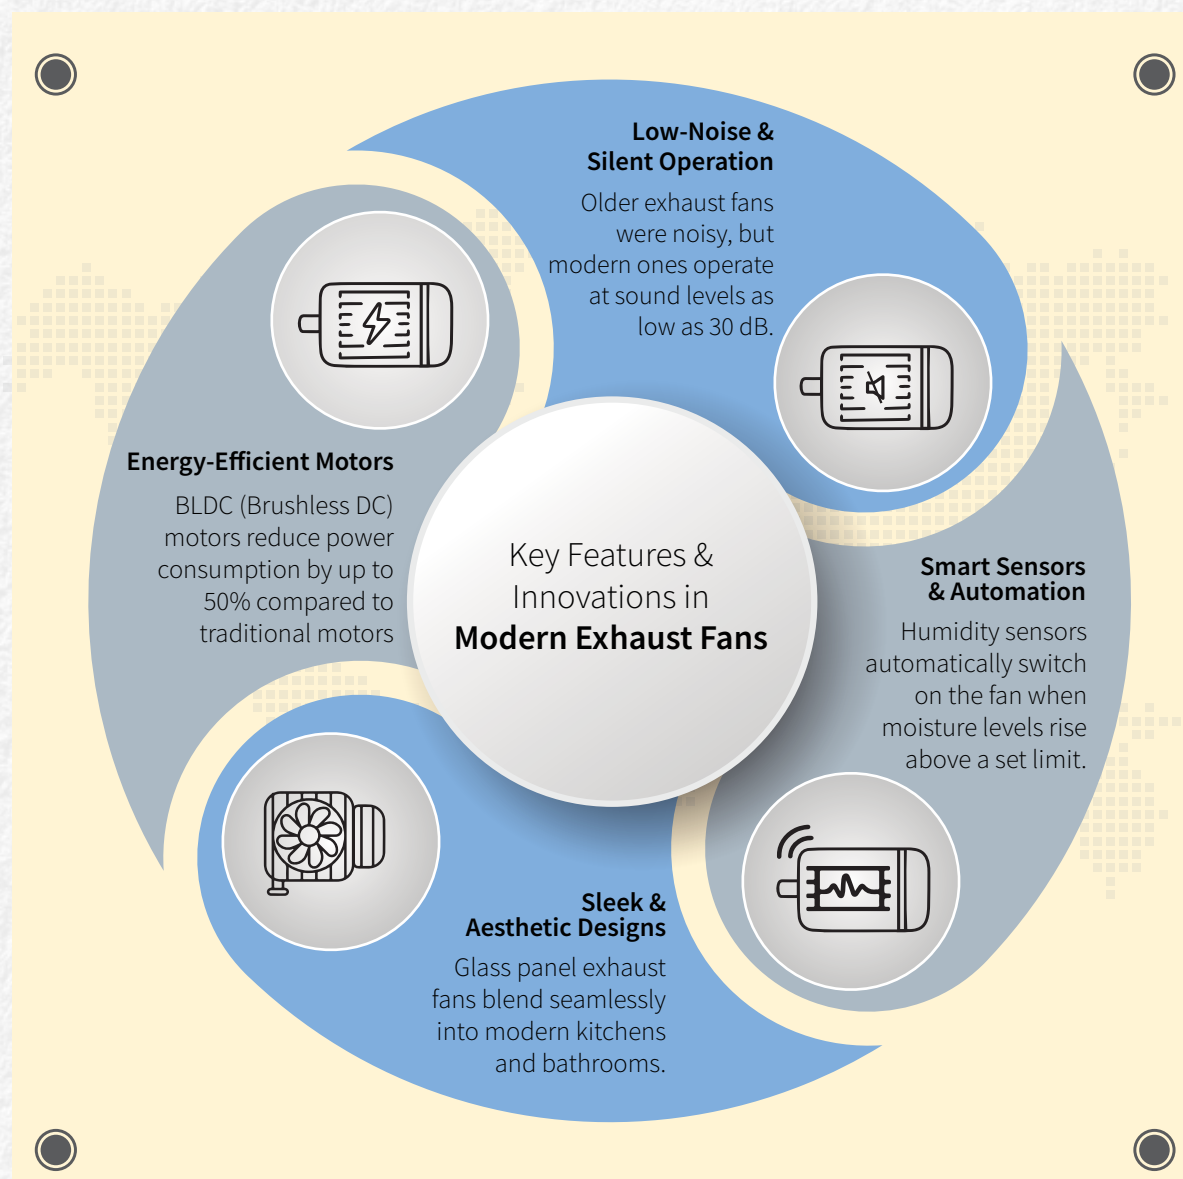 Low-Noise &
Silent Operation
Older exhaust fans
were noisy, but
modern ones operate
at sound levels as
low as 30 dB.
Energy-Efficient Motors
BLDC (Brushless DC)
motors reduce power
consumption by up to
50% compared to
traditional motors
Key Features &
Innovations in
Modern Exhaust Fans
Smart Sensors
& Automation
Humidity sensors
automatically switch
on the fan when
moisture levels rise
above a set limit.
Sleek &
Aesthetic Designs
Glass panel exhaust
fans blend seamlessly
into modern kitchens
and bathrooms.